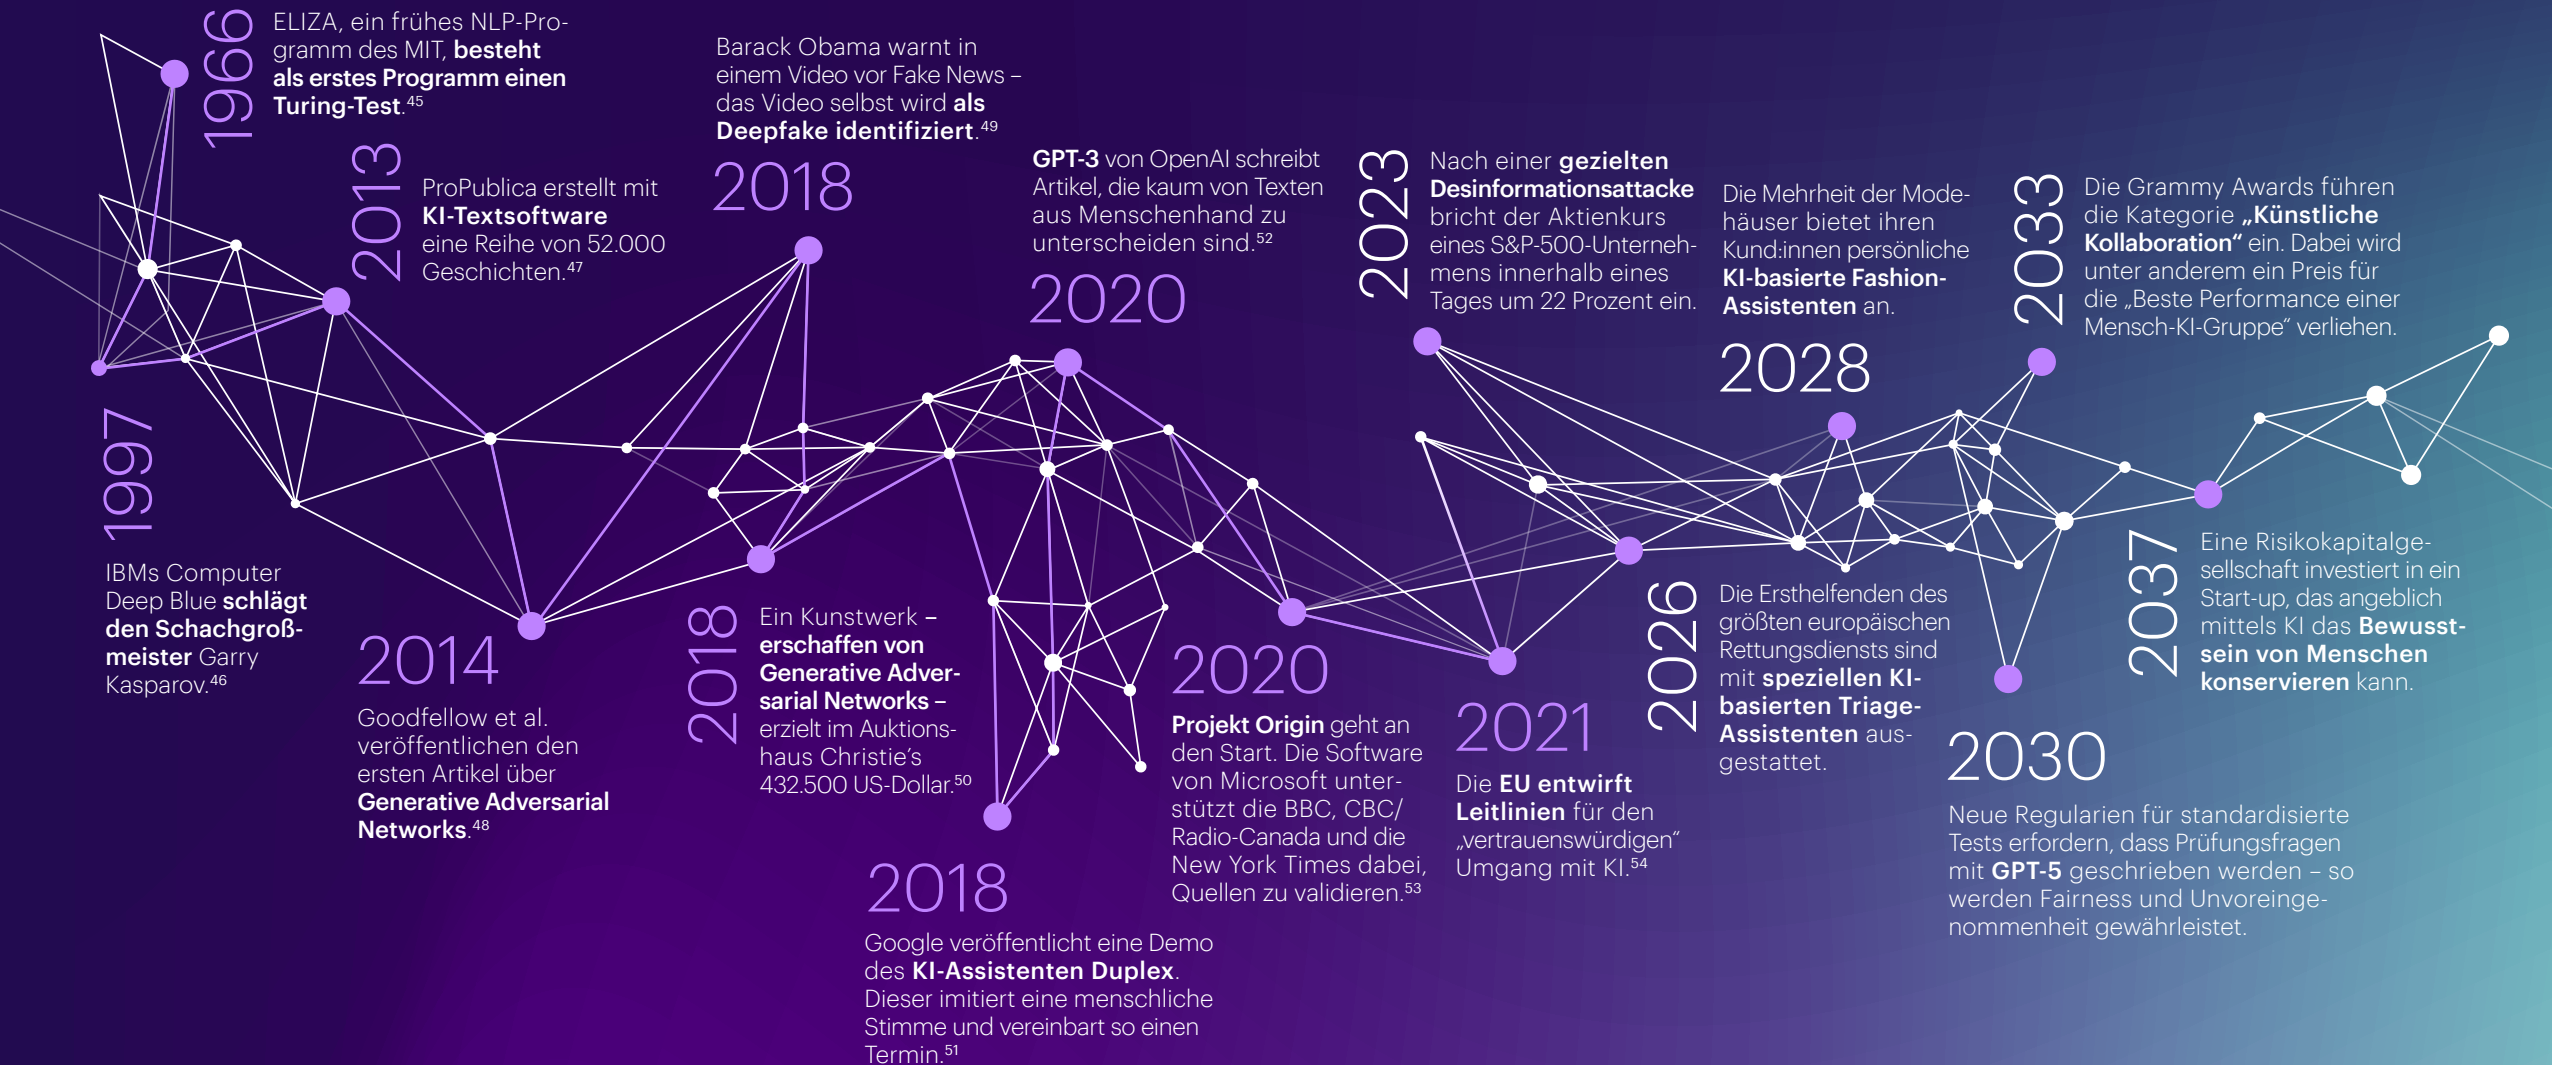 1966
ELIZA, ein frühes NLP-Pro-
gramm des MIT, besteht
als erstes Programm einen
Turing-Test.45
1997
IBMs Computer
Deep Blue schlägt
den Schachgroß-
meister Garry
Kasparov.46
2013
ProPublica erstellt mit
KI-Textsoftware
eine Reihe von 52.000
Geschichten.47
2014
Goodfellow et al.
veröffentlichen den
ersten Artikel über
Generative Adversarial
Networks.48
Barack Obama warnt in
einem Video vor Fake News –
das Video selbst wird als
Deepfake identifiziert.49
2018
2018
Ein Kunstwerk –
erschaffen von
Generative Adver-
sarial Networks –
erzielt im Auktions-
haus Christie’s
432.500 US-Dollar.50
2018
Google veröffentlicht eine Demo
des KI-Assistenten Duplex.
Dieser imitiert eine menschliche
Stimme und vereinbart so einen
Termin.51
GPT-3 von OpenAI schreibt
Artikel, die kaum von Texten
aus Menschenhand zu
unterscheiden sind.52
2020
2020
Projekt Origin geht an
den Start. Die Software
von Microsoft unter-
stützt die BBC, CBC/
Radio-Canada und die
New York Times dabei,
Quellen zu validieren.53
2021
Die EU entwirft
Leitlinien für den
„vertrauenswürdigen“
Umgang mit KI.54
2023
Nach einer gezielten
Desinformationsattacke
bricht der Aktienkurs
eines S&P-500-Unterneh-
mens innerhalb eines
Tages um 22 Prozent ein.
2026
Die Ersthelfenden des
größten europäischen
Rettungsdiensts sind
mit speziellen KI-
basierten Triage-
Assistenten aus-
gestattet.
Die Mehrheit der Mode-
häuser bietet ihren
Kund:innen persönliche
KI-basierte Fashion-
Assistenten an.
2028
2030
Neue Regularien für standardisierte
Tests erfordern, dass Prüfungsfragen
mit GPT-5 geschrieben werden – so
werden Fairness und Unvoreinge-
nommenheit gewährleistet.
2033
Die Grammy Awards führen
die Kategorie „Künstliche
Kollaboration“ ein. Dabei wird
unter anderem ein Preis für
die „Beste Performance einer
Mensch-KI-Gruppe“ verliehen.
2037
Eine Risikokapitalge-
sellschaft investiert in ein
Start-up, das angeblich
mittels KI das Bewusst-
sein von Menschen
konservieren kann.